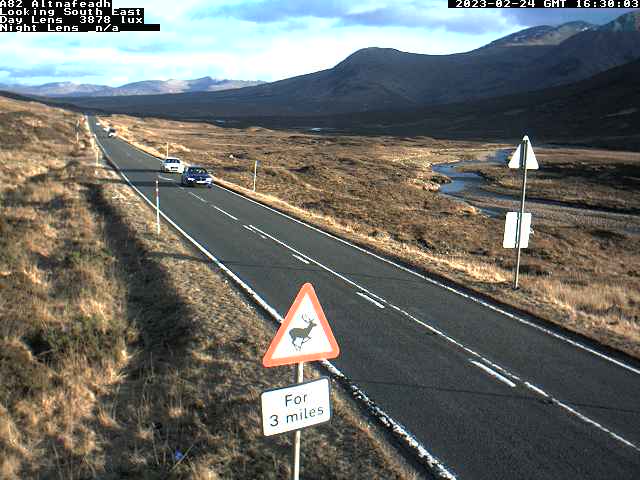 A82 Altnafeadh
Looking South East
Day Lens 3878 lux
Night Lens n/a
2023-02-24 GMT 16:30:03
For
3 miles